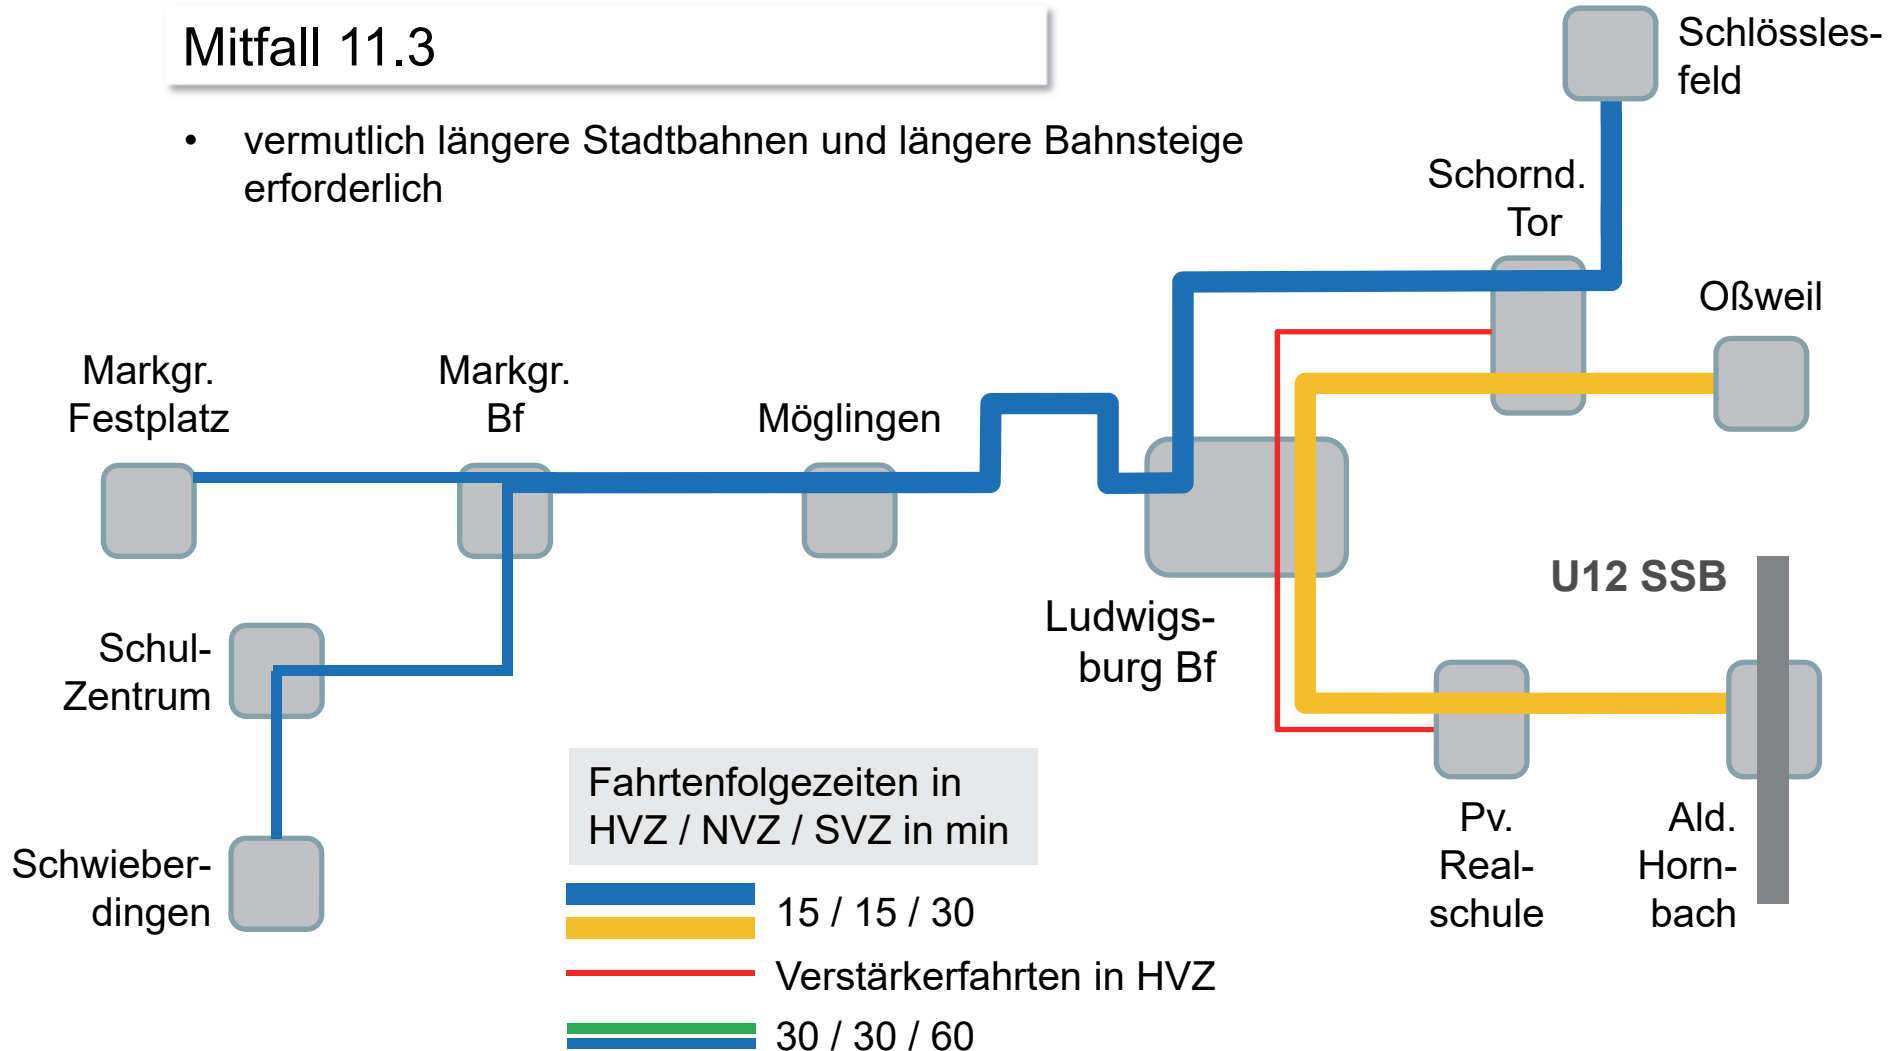 Mitfall 11.3
• vermutlich längere Stadtbahnen und längere Bahnsteige
erforderlich
Schlössles-
feld
Schornd.
Tor
Oßweil
Markgr.
Festplatz
Markgr.
Bf
Möglingen
U12 SSB
Ludwigs-
burg Bf
Schul-
Zentrum
Schwieber-
dingen
Pv.
Real-
schule
Ald.
Horn-
bach
Fahrtenfolgezeiten in
HVZ / NVZ / SVZ in min
15 / 15 / 30
Verstärkerfahrten in HVZ
30 / 30 / 60